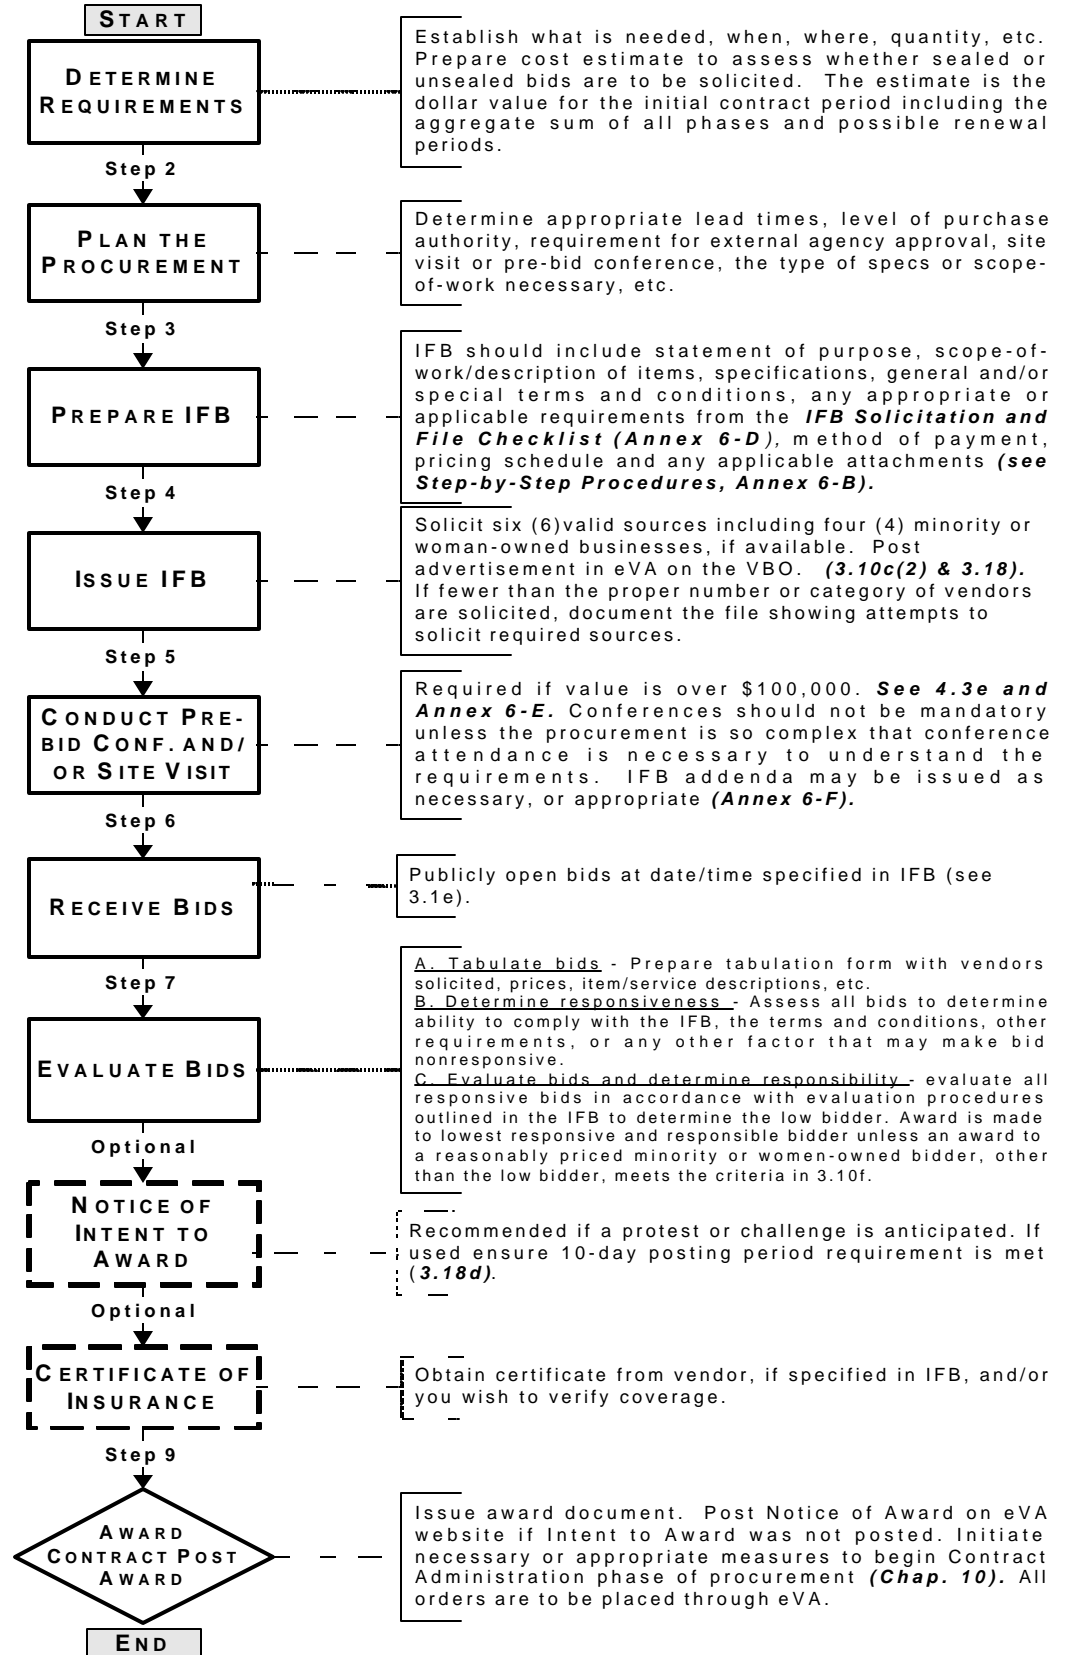 START
DETERMINE
REQUIREMENTS
Establish what is needed, when, where, quantity, etc.
Prepare cost estimate to assess whether sealed or
unsealed bids are to be solicited. The estimate is the
dollar value for the initial contract period including the
aggregate sum of all phases and possible renewal
periods.
Step 2
PLAN THE
PROCUREMENT
Determine appropriate lead times, level of purchase
authority, requirement for external agency approval, site
visit or pre-bid conference, the type of specs or scope-
of-work necessary, etc.
Step 3
PREPARE IFB
IFB should include statement of purpose, scope-of-
work/description of items, specifications, general and/or
special terms and conditions, any appropriate or
applicable requirements from the IFB Solicitation and
File Checklist (Annex 6-D), method of payment,
pricing schedule and any applicable attachments (see
Step-by-Step Procedures, Annex 6-B).
Step 4
ISSUE IFB
Solicit six (6)valid sources including four (4) minority or
woman-owned businesses, if available. Post
advertisement in eVA on the VBO. (3.10c(2) & 3.18).
If fewer than the proper number or category of vendors
are solicited, document the file showing attempts to
solicit required sources.
Step 5
CONDUCT PRE-
BID CONF. AND/
OR SITE VISIT
Required if value is over $100,000. See 4.3e and
Annex 6-E. Conferences should not be mandatory
unless the procurement is so complex that conference
attendance is necessary to understand the
requirements. IFB addenda may be issued as
necessary, or appropriate (Annex 6-F).
Step 6
RECEIVE BIDS
Publicly open bids at date/time specified in IFB (see
3.1e).
Step 7
EVALUATE BIDS
A. Tabulate bids - Prepare tabulation form with vendors
solicited, prices, item/service descriptions, etc.
B. Determine responsiveness - Assess all bids to determine
ability to comply with the IFB, the terms and conditions, other
requirements, or any other factor that may make bid
nonresponsive.
C. Evaluate bids and determine responsibility - evaluate all
responsive bids in accordance with evaluation procedures
outlined in the IFB to determine the low bidder. Award is made
to lowest responsive and responsible bidder unless an award to
a reasonably priced minority or women-owned bidder, other
than the low bidder, meets the criteria in 3.10f.
Optional
NOTICE OF
INTENT TO
AWARD
Recommended if a protest or challenge is anticipated. If
used ensure 10-day posting period requirement is met
(3.18d).
Optional
CERTIFICATE OF
INSURANCE
Obtain certificate from vendor, if specified in IFB, and/or
you wish to verify coverage.
Step 9
AWARD
CONTRACT POST
AWARD
Issue award document. Post Notice of Award on eVA
website if Intent to Award was not posted. Initiate
necessary or appropriate measures to begin Contract
Administration phase of procurement (Chap. 10). All
orders are to be placed through eVA.
END